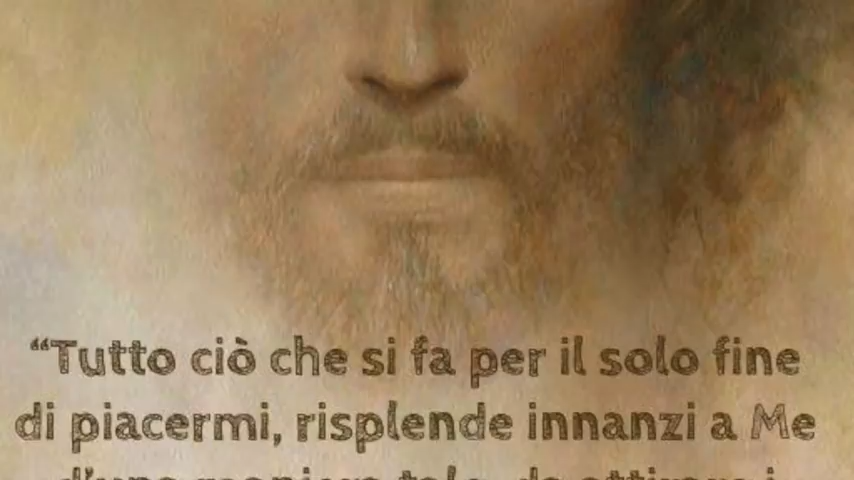 “Tutto ciò che si fa per il solo fine
di piacermi, risplende innanzi a Me